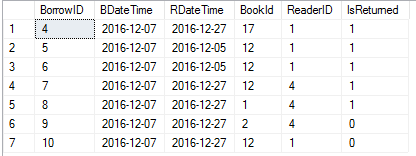 BorrowID BDateTime RDateTime BookId ReaderID IsReturned
1 4 2016-12-07 2016-12-27 17 1 1
2 5 2016-12-07 2016-12-05 12 1 1
3 6 2016-12-07 2016-12-05 12 1 1
4 7 2016-12-07 2016-12-27 12 4 1
5 8 2016-12-07 2016-12-27 1 4 1
6 9 2016-12-07 2016-12-27 2 4 0
7 10 2016-12-07 2016-12-27 12 1 0